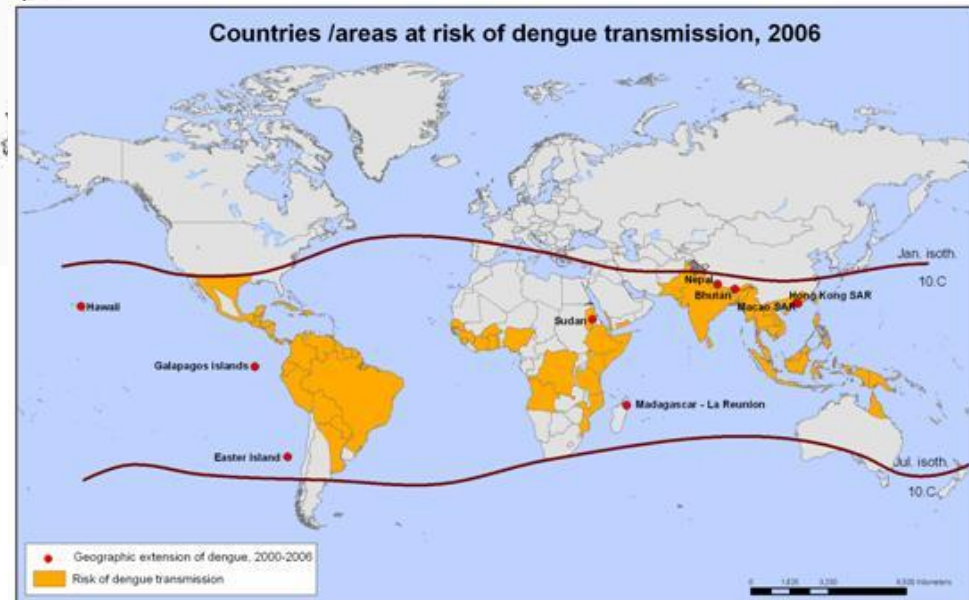 Countries /areas at risk of dengue transmission, 2006
Jan. isoth.
10.C
Nepal
Bhutan
Hong Kong SAR
Macao SAR
Hawaii
Sudan
Galapagos islands
Madagascar - La Reunion
Easter Island
Jul. isoth.
10.C
Geographic extension of dengue, 2000-2006
Risk of dengue transmission